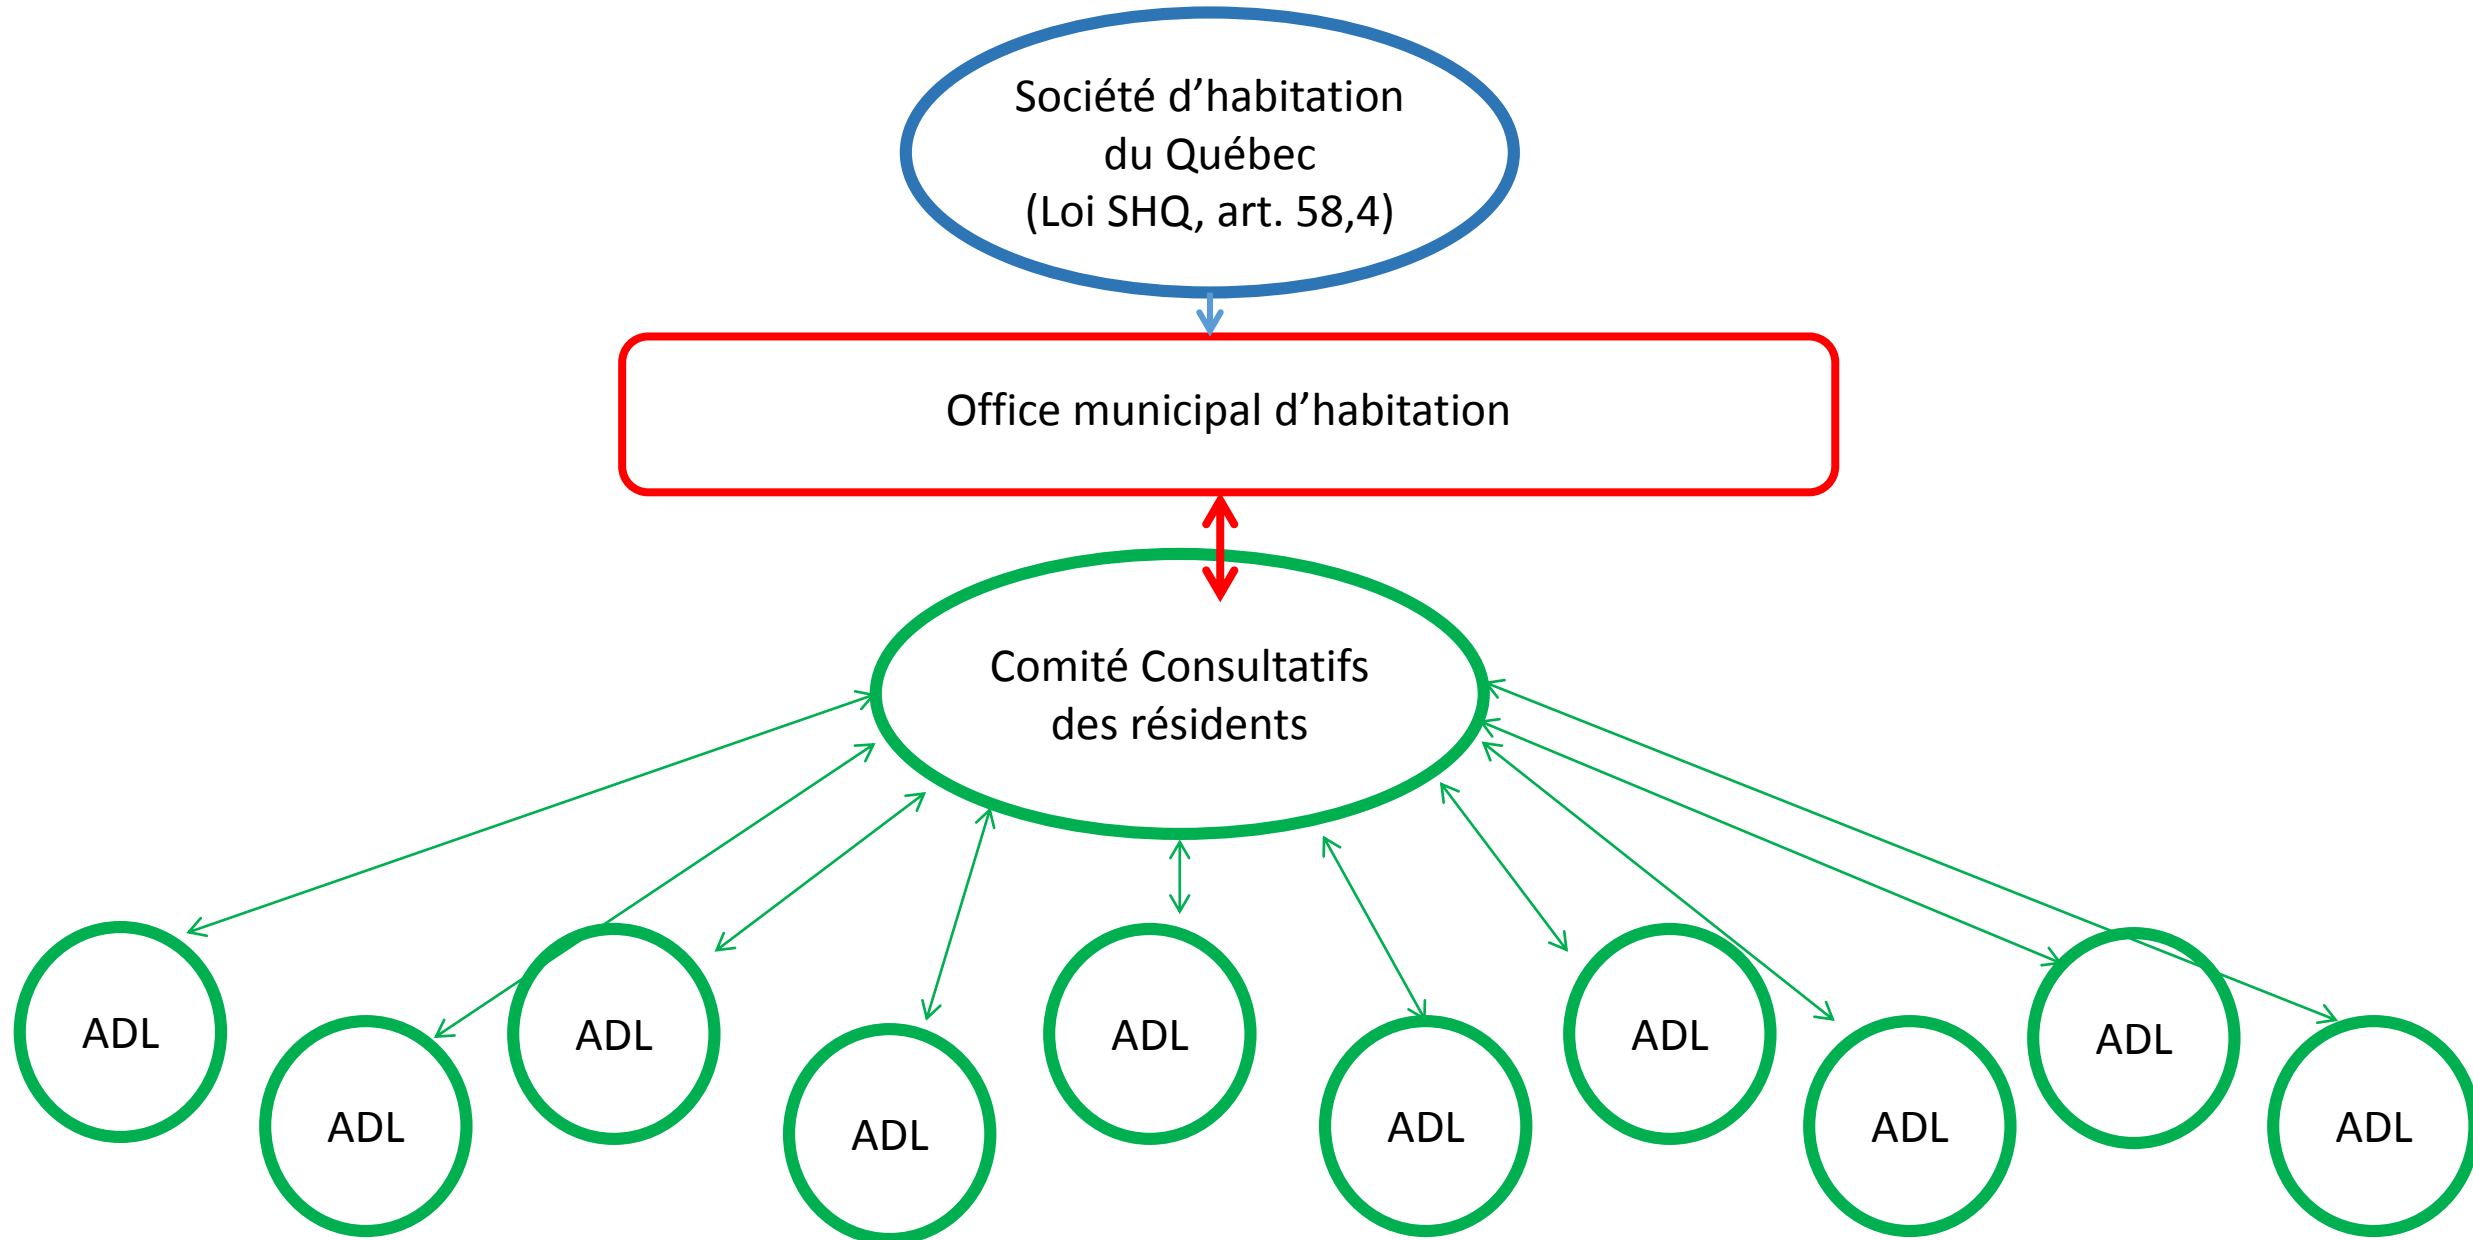 Société d’habitation
du Québec
(Loi SHQ, art. 58,4)
Office municipal d’habitation
Comité Consultatifs
des résidents
ADL
ADL
ADL
ADL
ADL
ADL
ADL
ADL
ADL
ADL